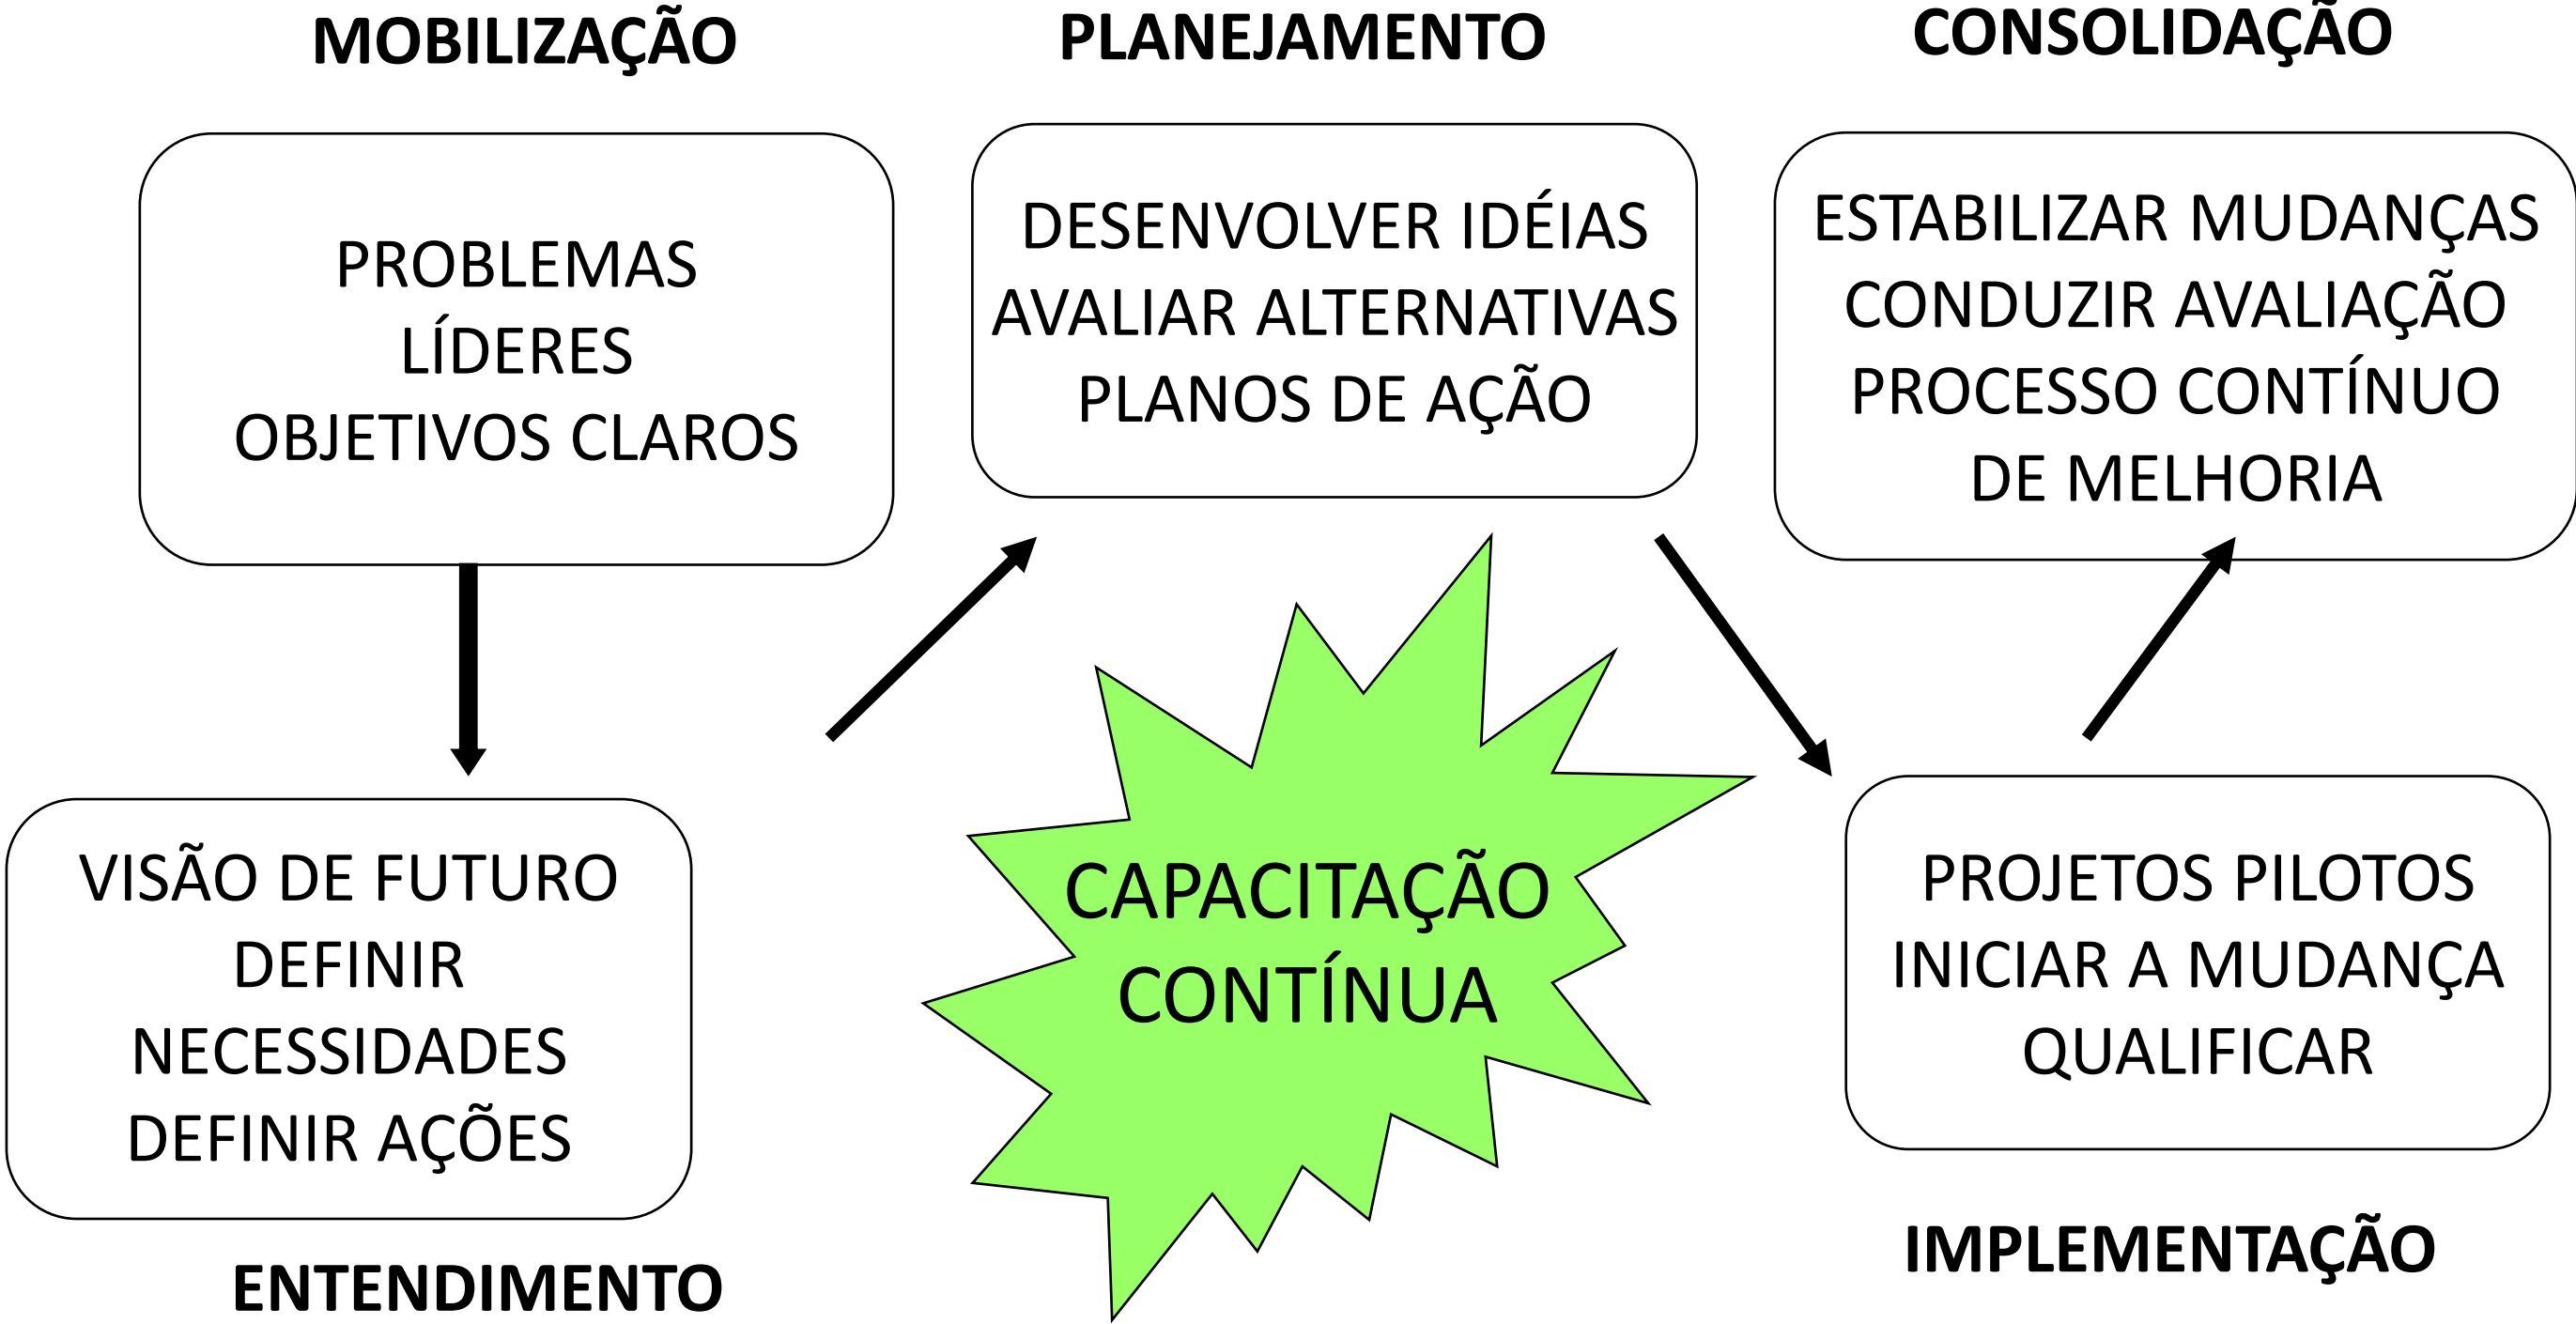 MOBILIZAÇÃO
PROBLEMAS
LÍDERES
OBJETIVOS CLAROS
VISÃO DE FUTURO
DEFINIR
NECESSIDADES
DEFINIR AÇÕES
ENTENDIMENTO
PLANEJAMENTO
DESENVOLVER IDÉIAS
AVALIAR ALTERNATIVAS
PLANOS DE AÇÃO
CAPACITAÇÃO
CONTÍNUA
PROJETOS PILOTOS
INICIAR A MUDANÇA
QUALIFICAR
IMPLEMENTAÇÃO
CONSOLIDAÇÃO
ESTABILIZAR MUDANÇAS
CONDUZIR AVALIAÇÃO
PROCESSO CONTÍNUO
DE MELHORIA